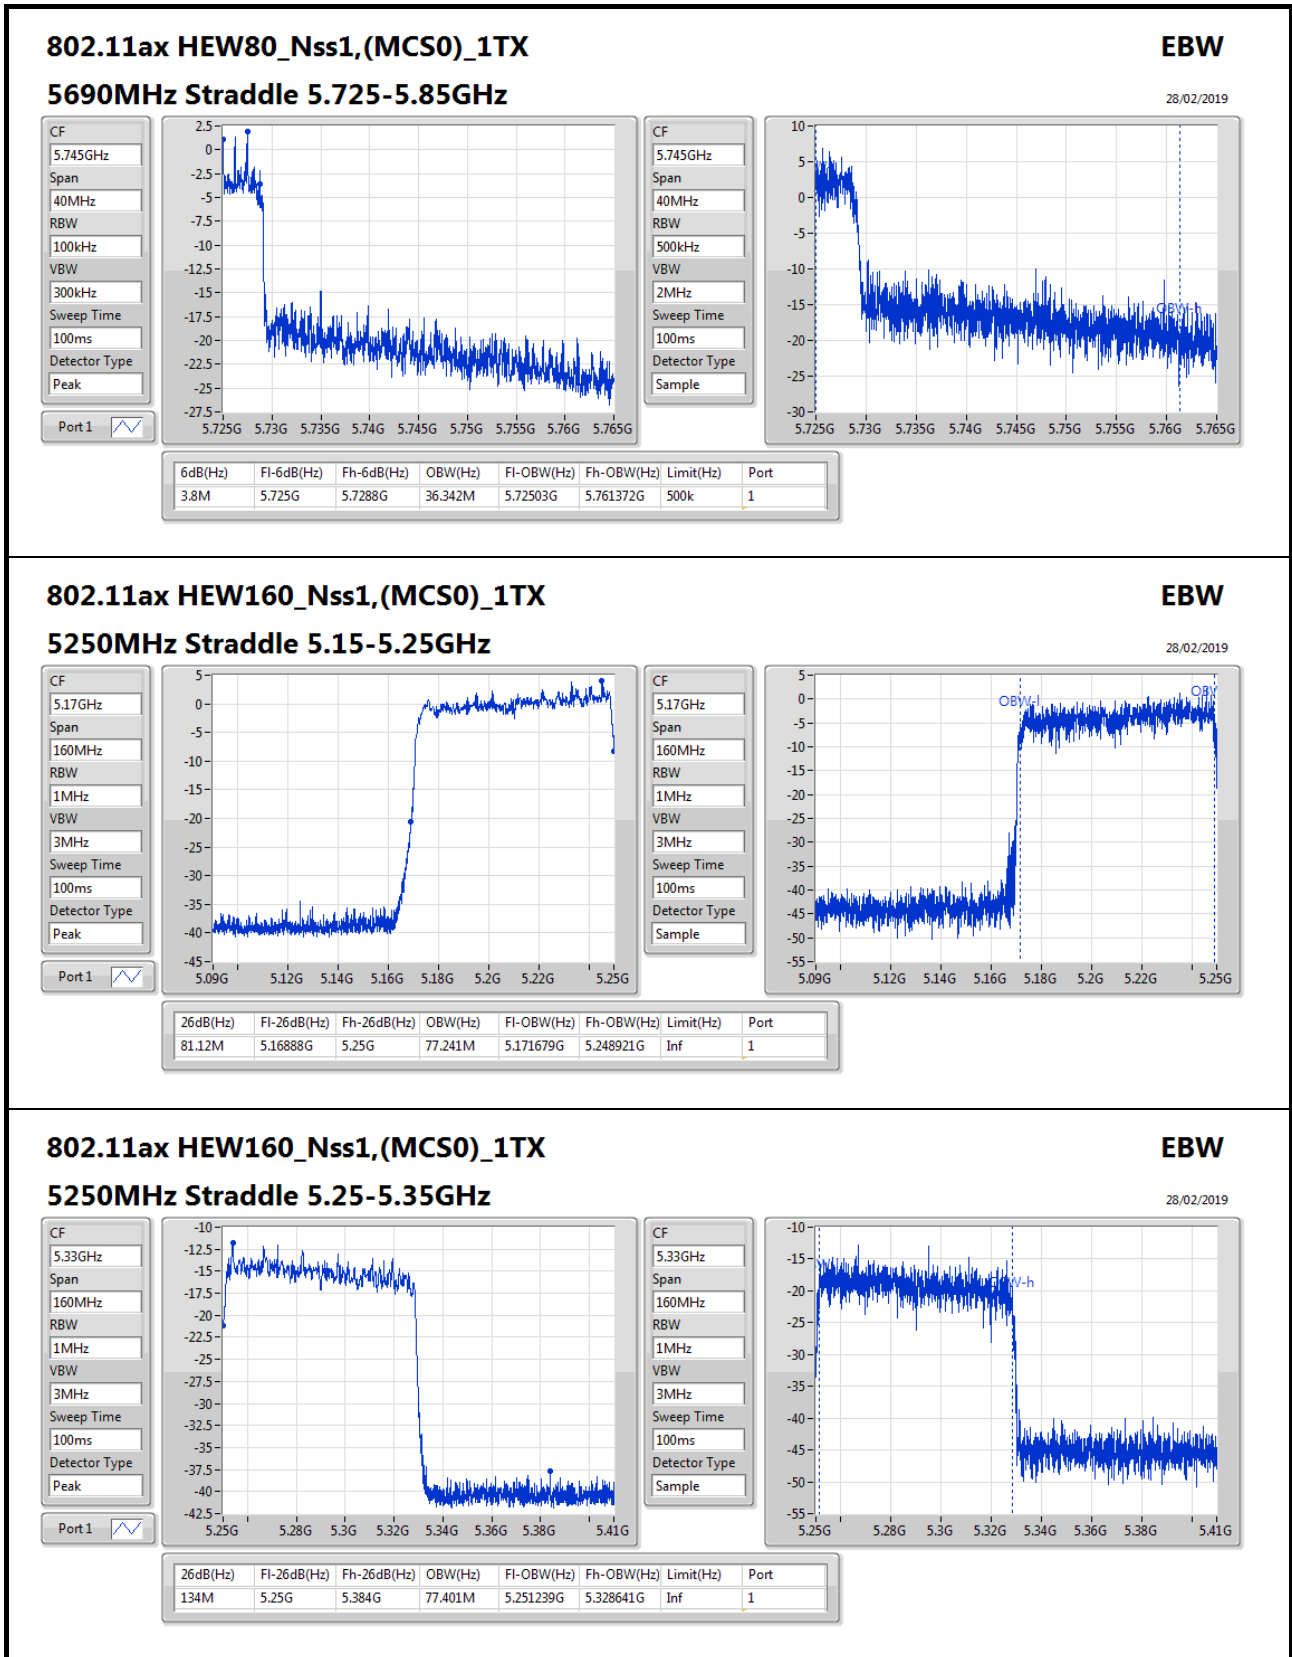 802.11ax HEW80_Nss1,(MCS0)_1TX EBW
5690MHz Straddle 5.725-5.85GHz 28/02/2019
CF
5.745GHz
Span
40MHz
RBW
100kHz
VBW
300kHz
Sweep Time
100ms
Detector Type
Peak
Port 1
2.5
0
-2.5
-5
-7.5
-10
-12.5
-15
-17.5
-20
-22.5
-25
-27.5
5.725G 5.73G 5.735G 5.74G 5.745G 5.75G 5.755G 5.76G 5.765G
CF
5.745GHz
Span
40MHz
RBW
500kHz
VBW
2MHz
Sweep Time
100ms
Detector Type
Sample
10
5
0
-5
-10
-15
-20
-25
-30
OBW-h
5.725G 5.73G 5.735G 5.74G 5.745G 5.75G 5.755G 5.76G 5.765G
6dB(Hz) Fl-6dB(Hz) Fh-6dB(Hz) OBW(Hz) Fl-OBW(Hz) Fh-OBW(Hz) Limit(Hz) Port
3.8M 5.725G 5.7288G 36.342M 5.72503G 5.761372G 500k 1
802.11ax HEW160_Nss1,(MCS0)_1TX EBW
5250MHz Straddle 5.15-5.25GHz 28/02/2019
CF
5.17GHz
Span
160MHz
RBW
1MHz
VBW
3MHz
Sweep Time
100ms
Detector Type
Peak
Port 1
5
0
-5
-10
-15
-20
-25
-30
-35
-40
-45
5.09G 5.12G 5.14G 5.16G 5.18G 5.2G 5.22G 5.25G
CF
5.17GHz
Span
160MHz
RBW
1MHz
VBW
3MHz
Sweep Time
100ms
Detector Type
Sample
5
0
-5
-10
-15
-20
-25
-30
-35
-40
-45
-50
-55
OBW-l OBW
5.09G 5.12G 5.14G 5.16G 5.18G 5.2G 5.22G 5.25G
26dB(Hz) Fl-26dB(Hz) Fh-26dB(Hz) OBW(Hz) Fl-OBW(Hz) Fh-OBW(Hz) Limit(Hz) Port
81.12M 5.16888G 5.25G 77.241M 5.171679G 5.248921G Inf 1
802.11ax HEW160_Nss1,(MCS0)_1TX EBW
5250MHz Straddle 5.25-5.35GHz 28/02/2019
CF
5.33GHz
Span
160MHz
RBW
1MHz
VBW
3MHz
Sweep Time
100ms
Detector Type
Peak
Port 1
-10
-12.5
-15
-17.5
-20
-22.5
-25
-27.5
-30
-32.5
-35
-37.5
-40
-42.5
5.25G 5.28G 5.3G 5.32G 5.34G 5.36G 5.38G 5.41G
CF
5.33GHz
Span
160MHz
RBW
1MHz
VBW
3MHz
Sweep Time
100ms
Detector Type
Sample
-10
-15
-20
-25
-30
-35
-40
-45
-50
-55
OBW-h
5.25G 5.28G 5.3G 5.32G 5.34G 5.36G 5.38G 5.41G
26dB(Hz) Fl-26dB(Hz) Fh-26dB(Hz) OBW(Hz) Fl-OBW(Hz) Fh-OBW(Hz) Limit(Hz) Port
134M 5.25G 5.384G 77.401M 5.251239G 5.328641G Inf 1